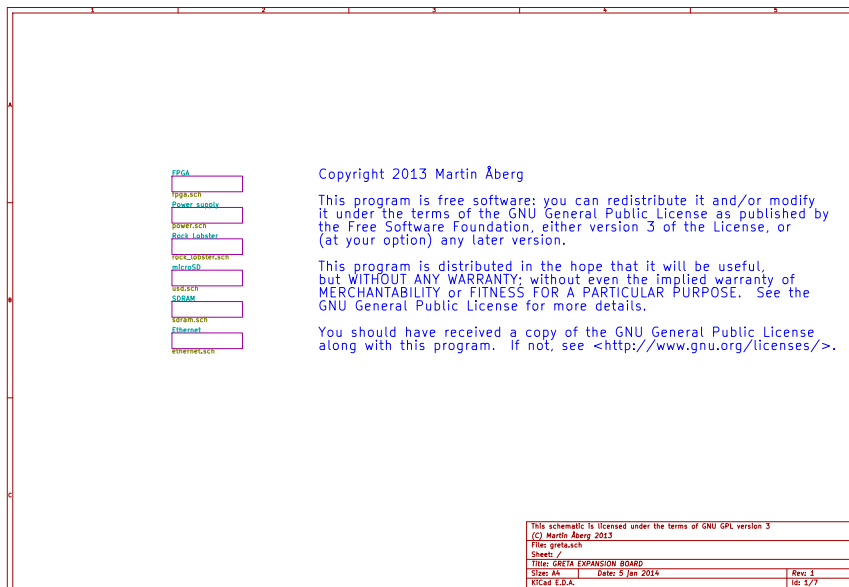 1 2 3 4 5
A
B
C
FPGA
fpga.sch
Power supply
power.sch
Rock Lobster
rock_lobster.sch
microSD
usd.sch
SDRAM
sdram.sch
Ethernet
ethernet.sch
Copyright 2013 Martin Åberg
This program is free software: you can redistribute it and/or modify
it under the terms of the GNU General Public License as published by
the Free Software Foundation, either version 3 of the License, or
(at your option) any later version.
This program is distributed in the hope that it will be useful,
but WITHOUT ANY WARRANTY; without even the implied warranty of
MERCHANTABILITY or FITNESS FOR A PARTICULAR PURPOSE.  See the
GNU General Public License for more details.
You should have received a copy of the GNU General Public License
along with this program.  If not, see <http://www.gnu.org/licenses/>.
This schematic is licensed under the terms of GNU GPL version 3
(C) Martin Åberg 2013
File: greta.sch
Sheet: /
Title: GRETA EXPANSION BOARD
Size: A4 Date: 5 jan 2014 Rev: 1
KiCad E.D.A. Id: 1/7